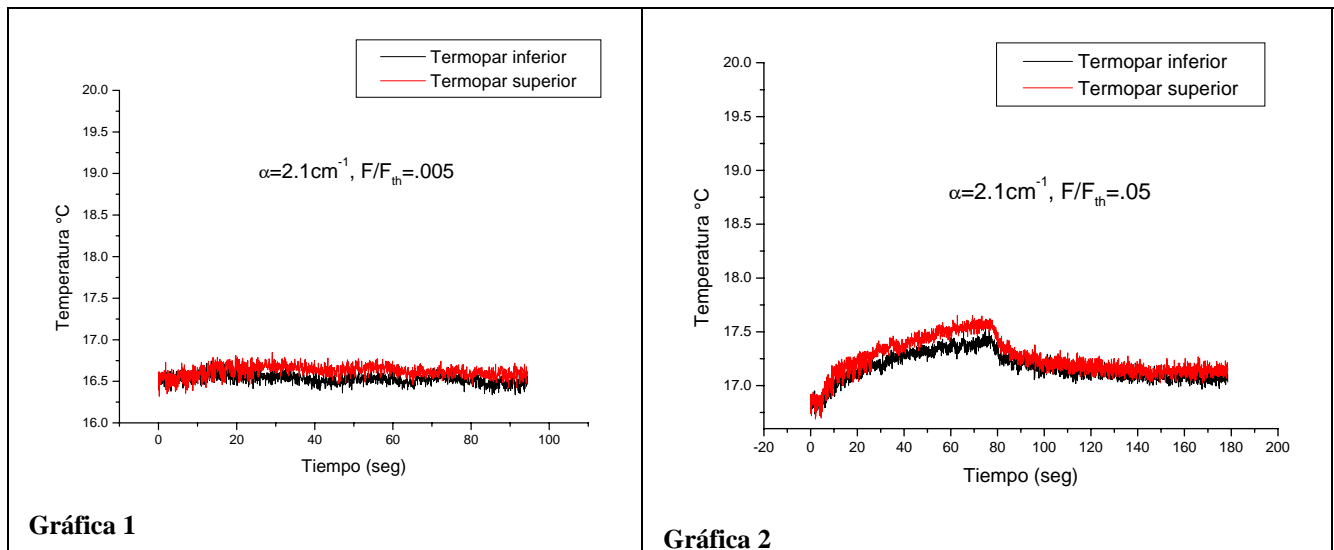 Termopar inferior
Termopar superior
20.0
19.5
19.0
18.5
18.0
17.5
17.0
16.5
16.0
Temperatura °C
α=2.1cm⁻¹, F/Fₜₕ=.005
0 20 40 60 80 100
Tiempo (seg)
Gráfica 1
Termopar inferior
Termopar superior
20.0
19.5
19.0
18.5
18.0
17.5
17.0
Temperatura °C
α=2.1cm⁻¹, F/Fₜₕ=.05
-20 0 20 40 60 80 100 120 140 160 180 200
Tiempo (seg)
Gráfica 2